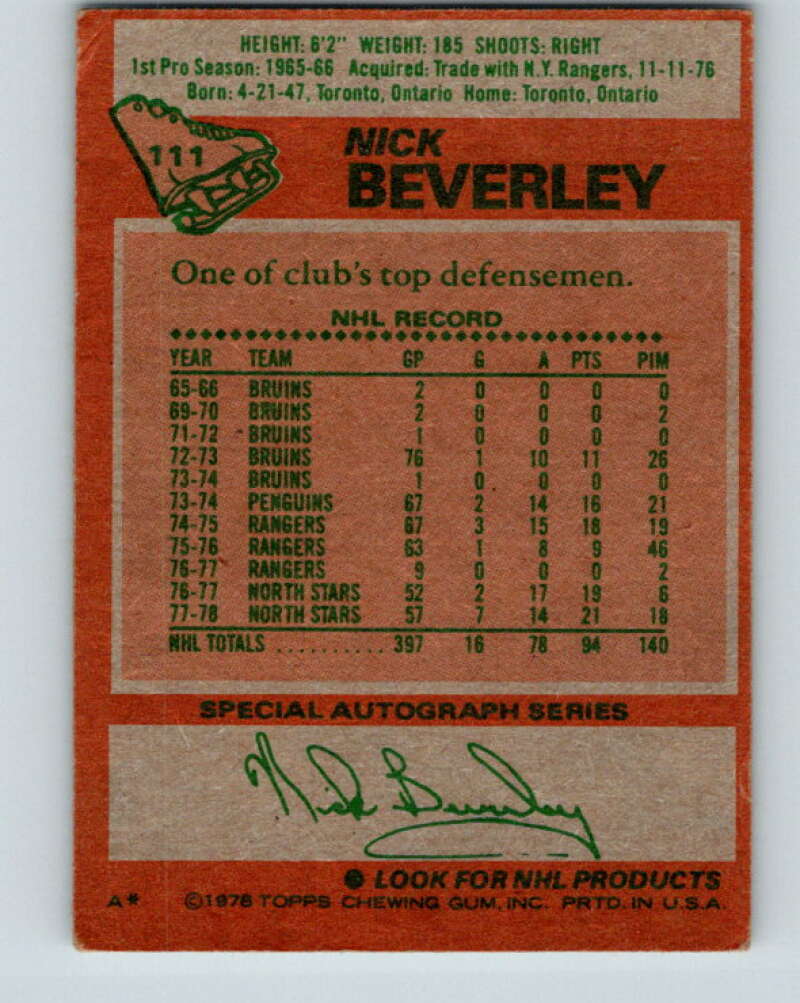 HEIGHT: 6'2" WEIGHT: 185 SHOOTS: RIGHT
1st Pro Season: 1965-66 Acquired: Trade with N.Y. Rangers, 11-11-76
Born: 4-21-47, Toronto, Ontario Home: Toronto, Ontario
111
NICK
BEVERLEY
One of club's top defensemen.
NHL RECORD
YEAR TEAM GP G A PTS PIM
65-66 BRUINS 2 0 0 0 0
69-70 BRUINS 2 0 0 0 2
71-72 BRUINS 1 0 0 0 0
72-73 BRUINS 76 1 10 11 26
73-74 BRUINS 1 0 0 0 0
73-74 PENGUINS 67 2 14 16 21
74-75 RANGERS 67 3 15 18 19
75-76 RANGERS 63 1 8 9 46
76-77 RANGERS 9 0 0 0 2
76-77 NORTH STARS 52 2 17 19 6
77-78 NORTH STARS 57 7 14 21 18
NHL TOTALS .......... 397 16 78 94 140
SPECIAL AUTOGRAPH SERIES
Nick Beverley
LOOK FOR NHL PRODUCTS
A* ©1978 TOPPS CHEWING GUM, INC. PRTD. IN U.S.A.